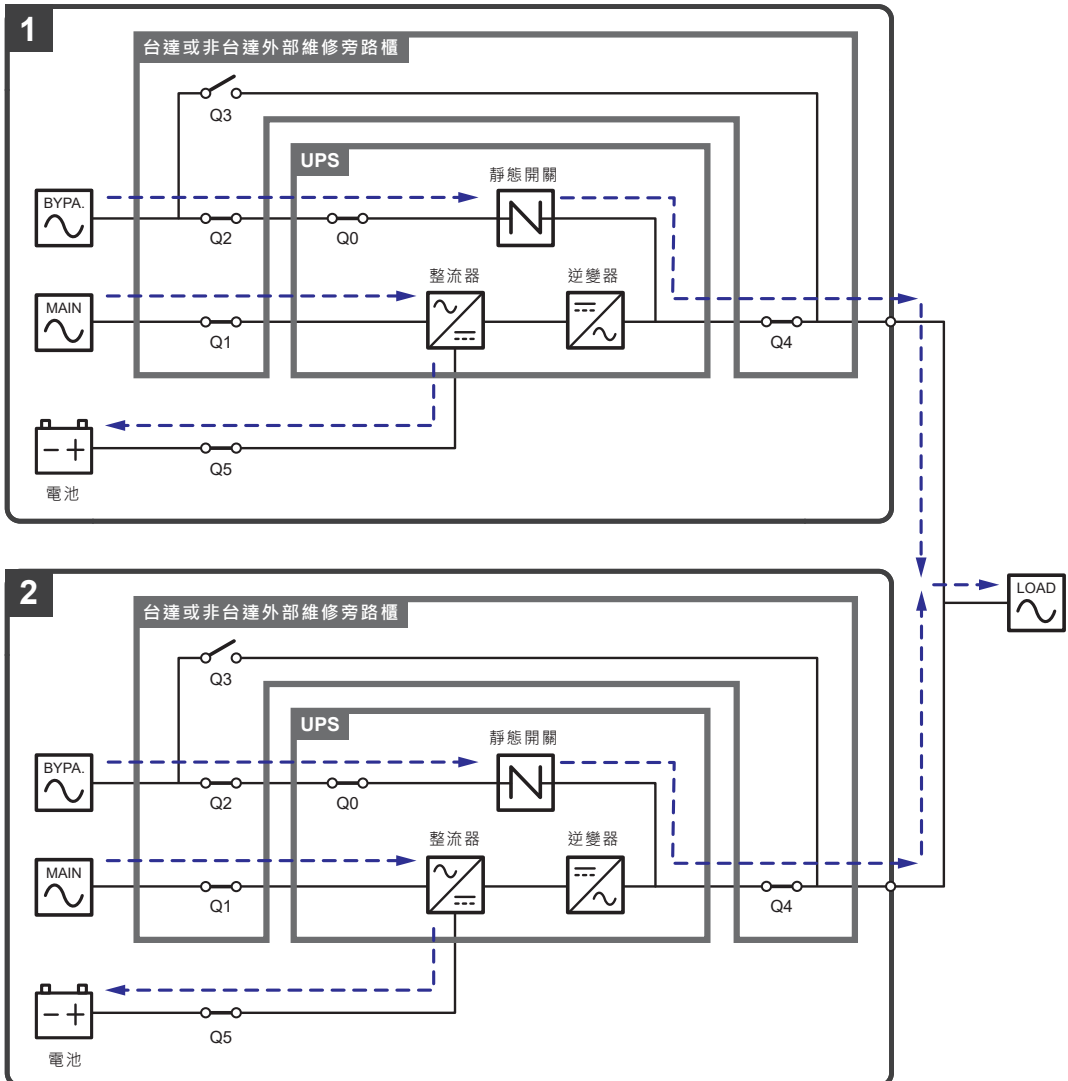 1
台達或非台達外部維修旁路櫃
Q3
UPS
靜態開關
BYPA.
Q2
Q0
整流器
逆變器
MAIN
Q1
Q4
Q5
電池
LOAD
2
台達或非台達外部維修旁路櫃
Q3
UPS
靜態開關
BYPA.
Q2
Q0
整流器
逆變器
MAIN
Q1
Q4
Q5
電池